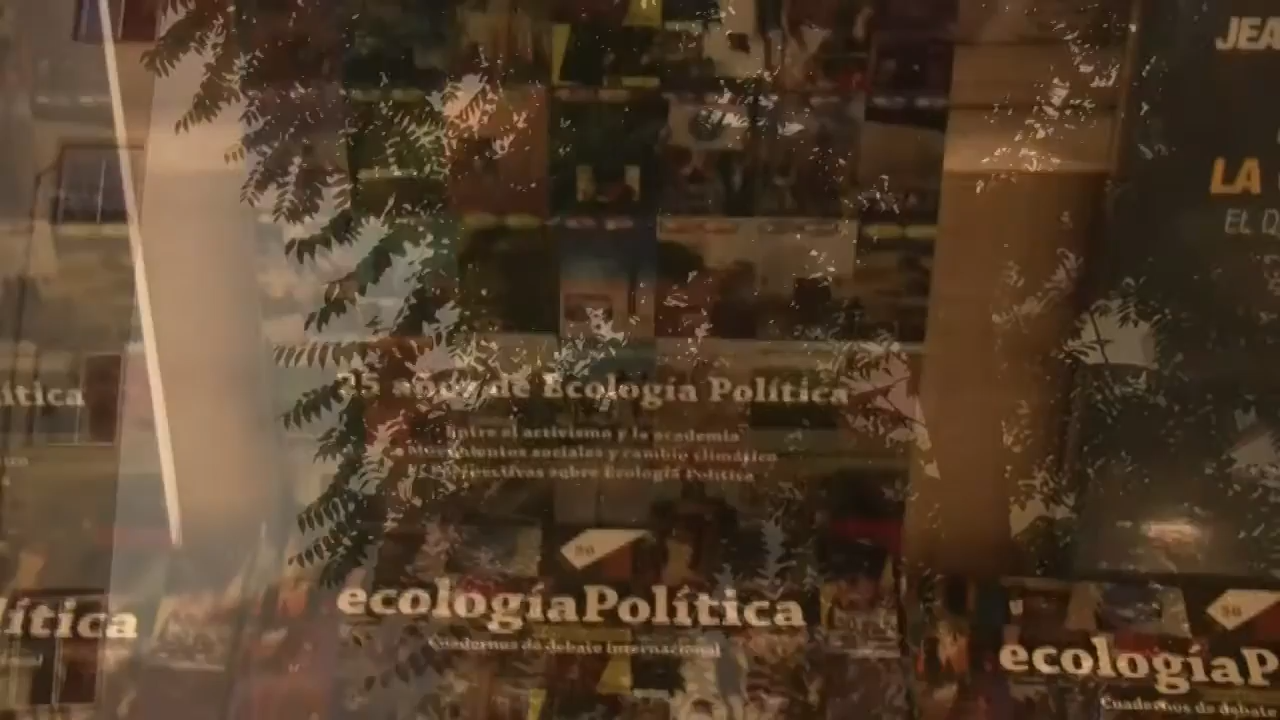 JEA
LA
EL
ítica
25 años de Ecología Política
Entre el activismo y la academia
Movimientos sociales y cambio climático
Perspectivas sobre Ecología Política
50
ecologíaPolítica
Cuadernos de debate internacional
lítica
50
ecologíaP
Cuadernos de debate